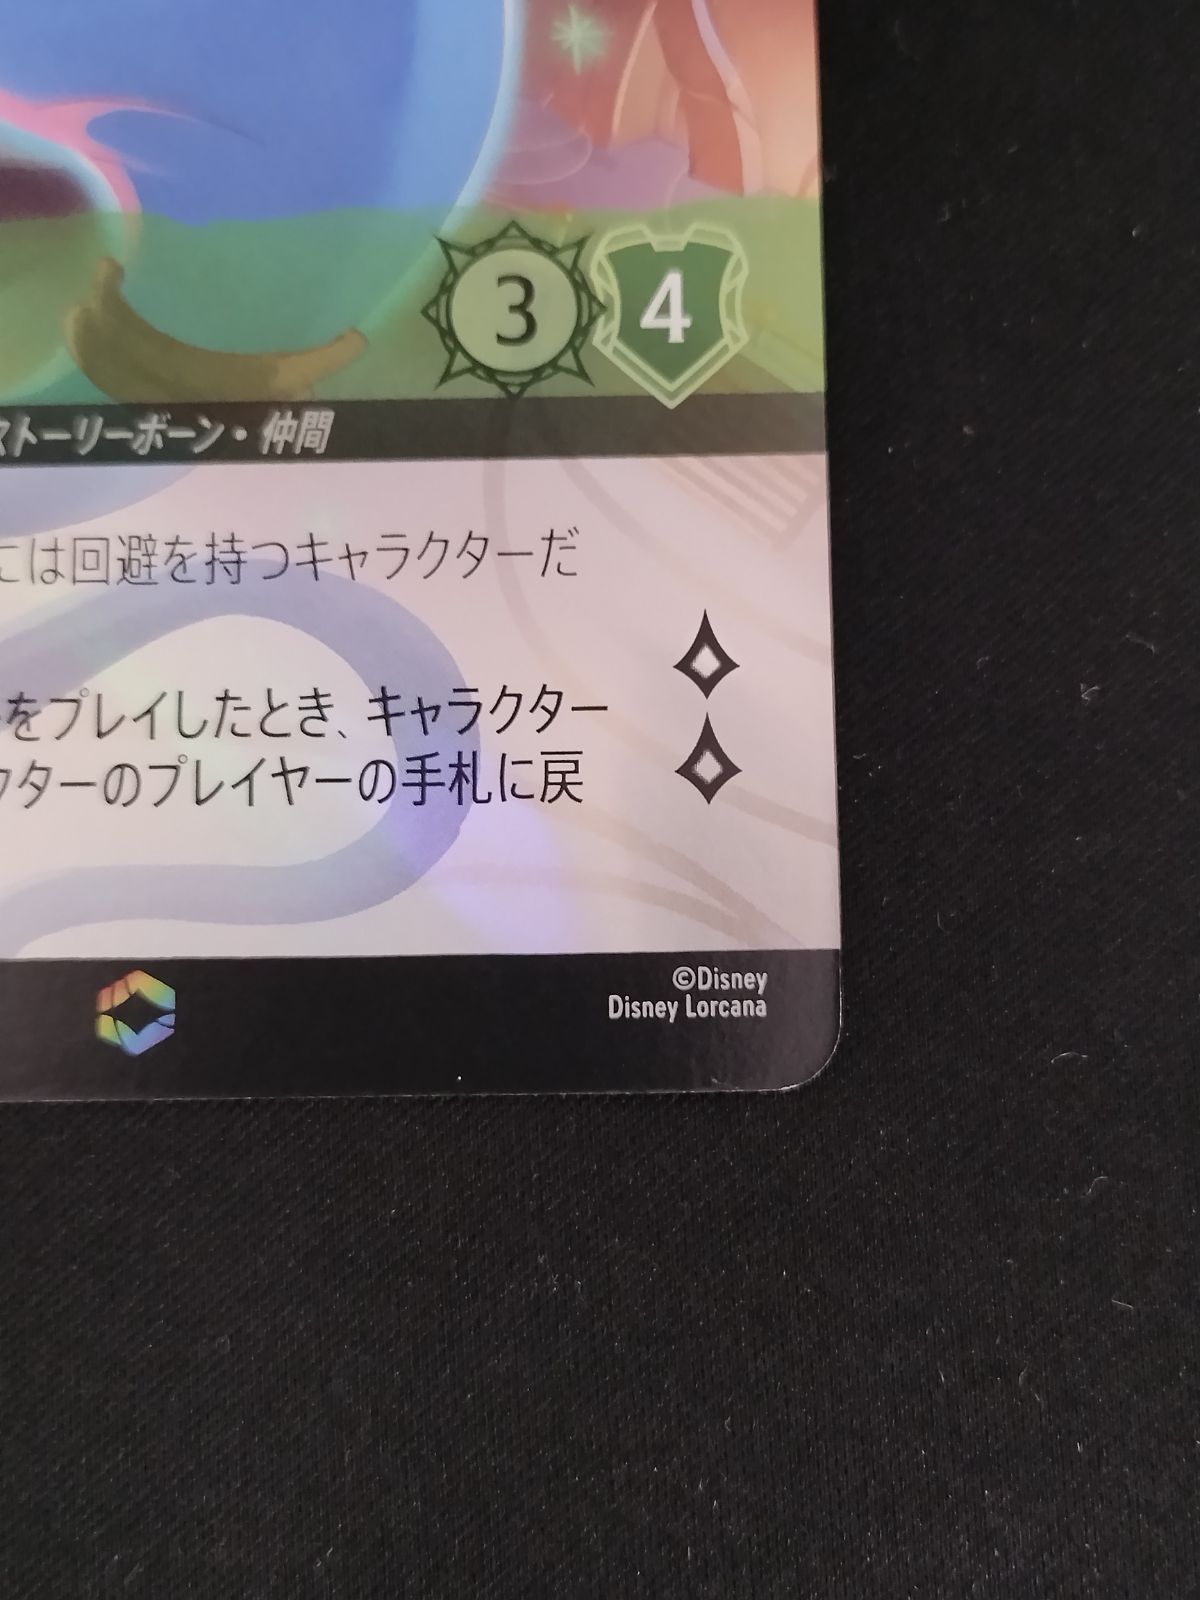 3 4
ストーリーボーン・仲間
には回避を持つキャラクターだ
をプレイしたとき、キャラクター
クターのプレイヤーの手札に戻
©Disney
Disney Lorcana